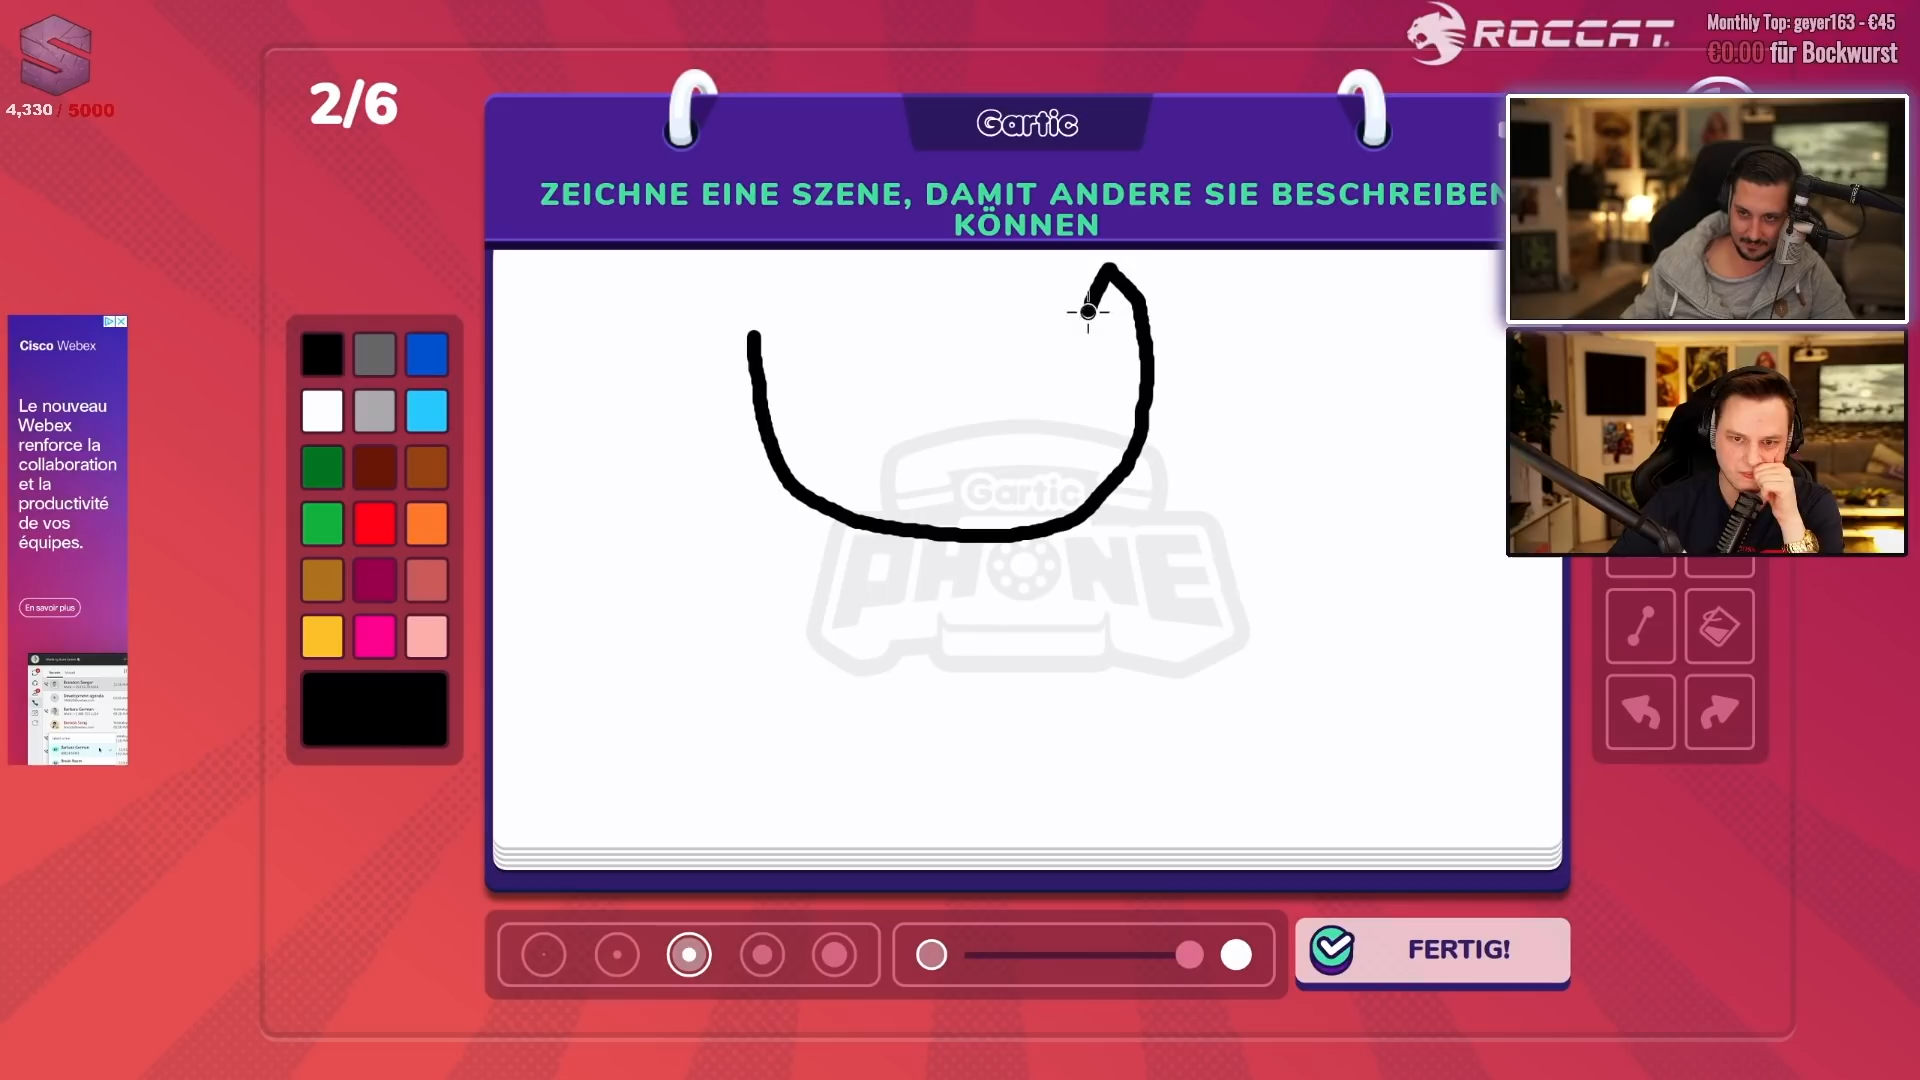 4,330 / 5000
2/6
ROCCAT
Monthly Top: geyer163 - €45
€0.00 für Bockwurst
Gartic
ZEICHNE EINE SZENE, DAMIT ANDERE SIE BESCHREIBEN
KÖNNEN
Cisco Webex
Le nouveau
Webex
renforce la
collaboration
et la
productivité
de vos
équipes.
En savoir plus
Gartic
PHONE
FERTIG!